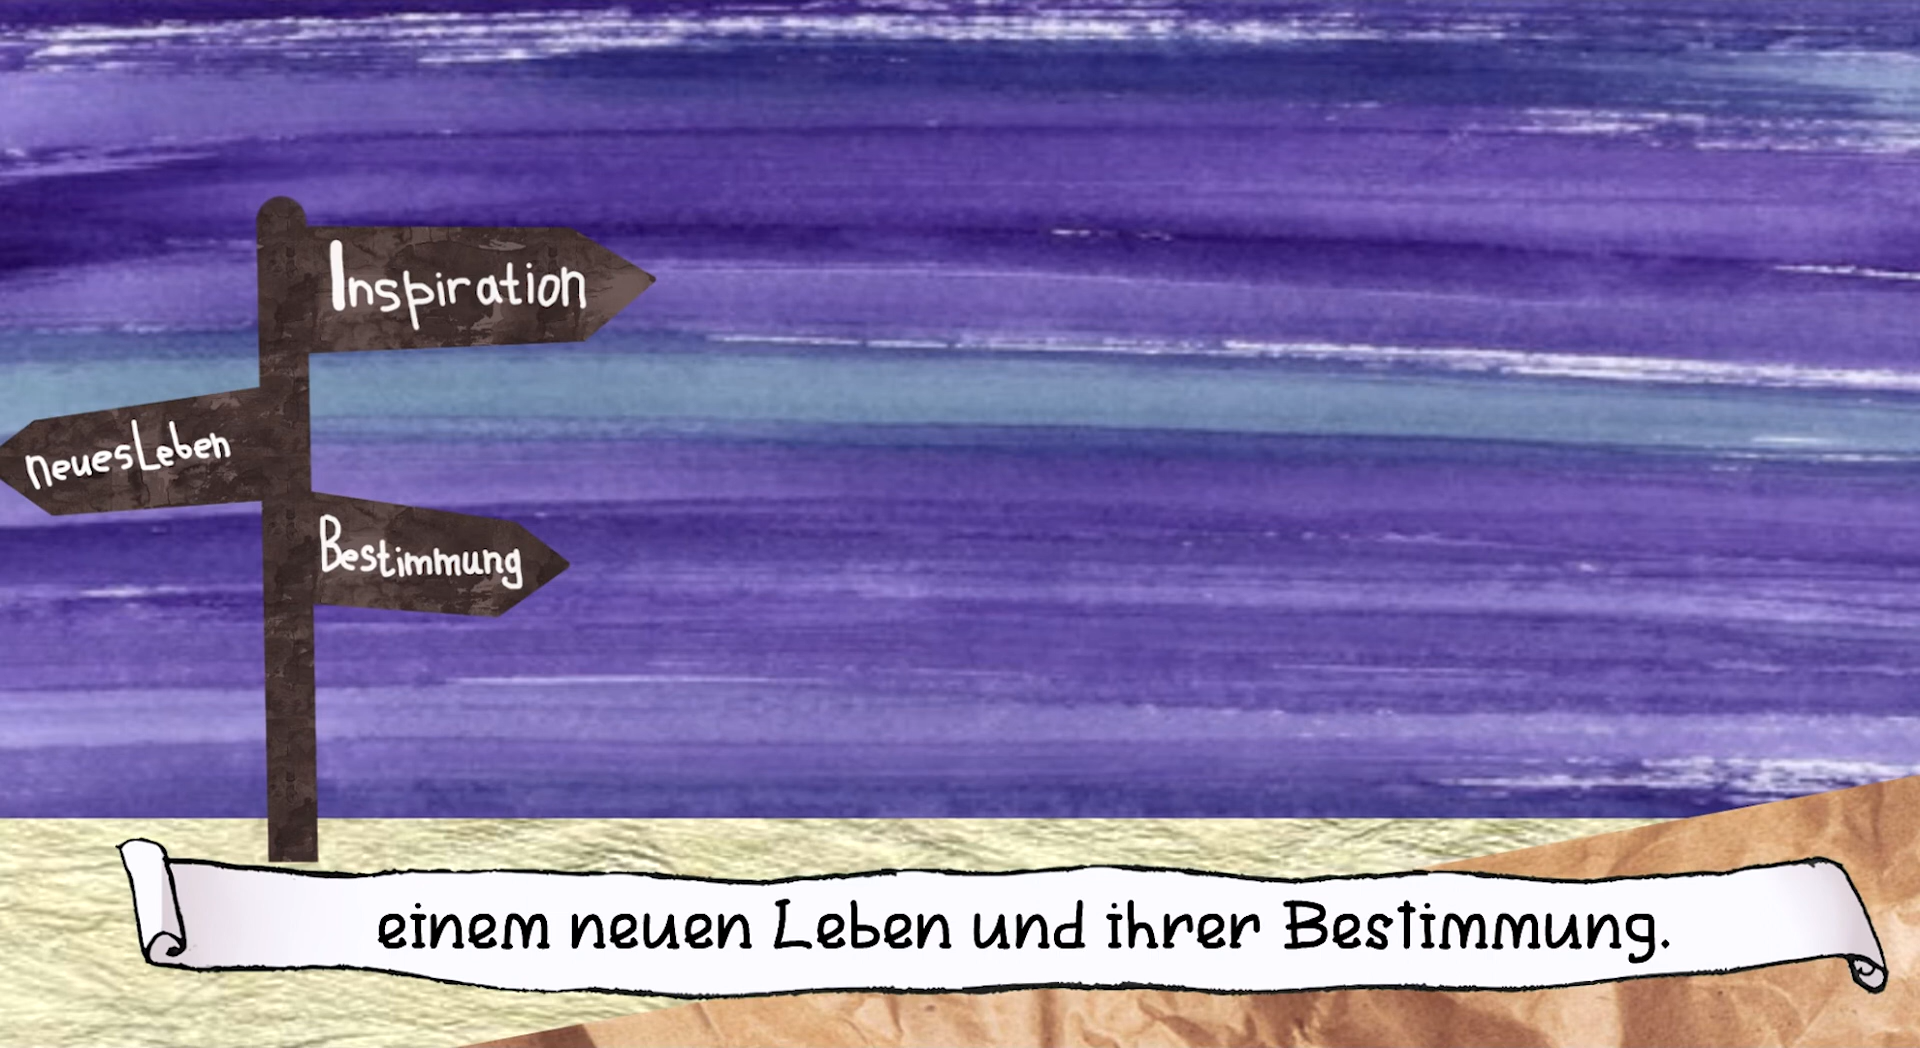 Inspiration
neuesLeben
Bestimmung
einem neuen Leben und ihrer Bestimmung.